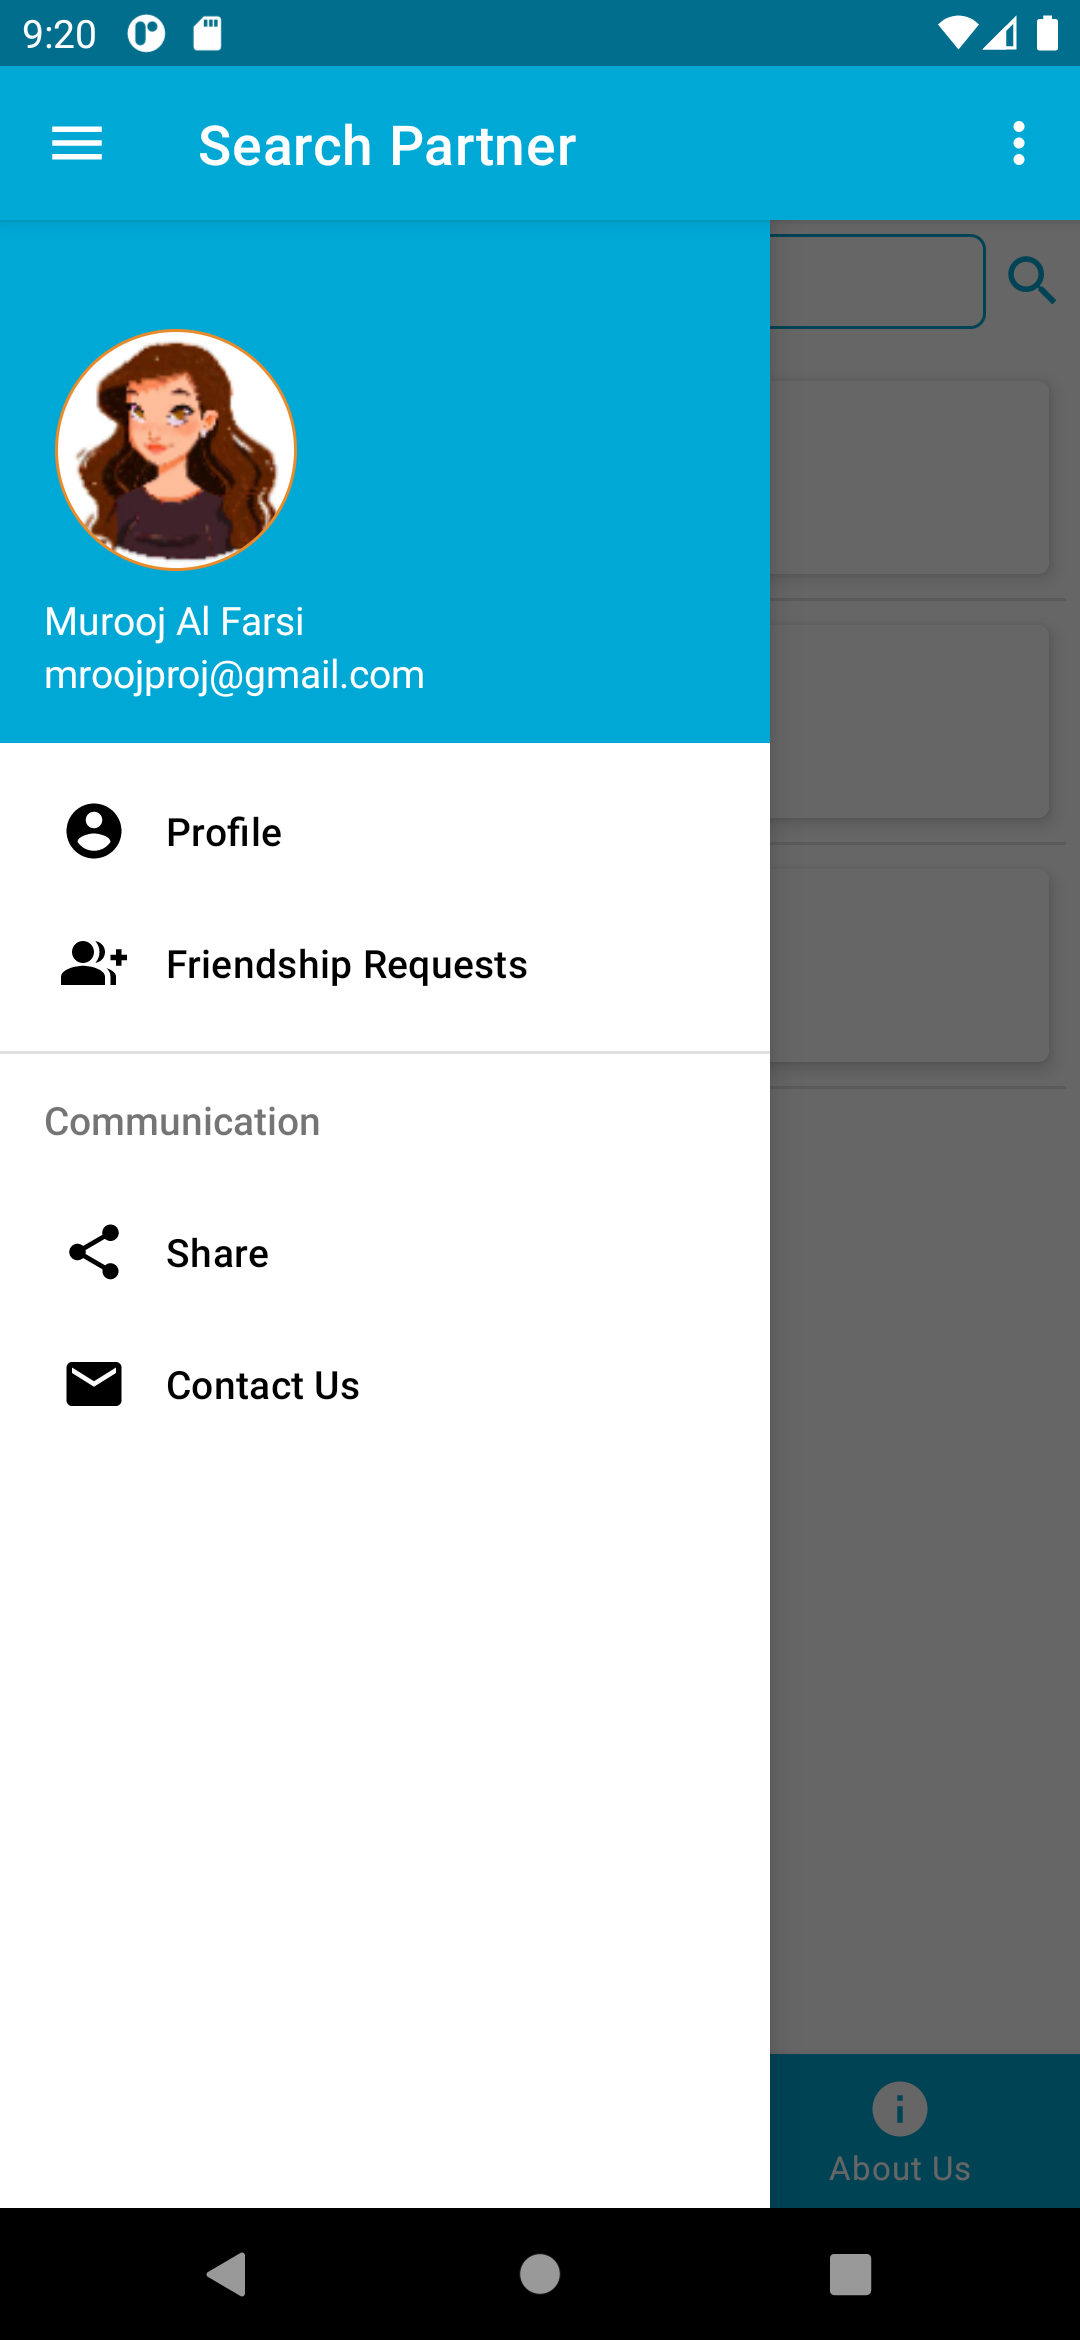 9:20
Search Partner
Murooj Al Farsi
mroojproj@gmail.com
Profile
Friendship Requests
Communication
Share
Contact Us
About Us